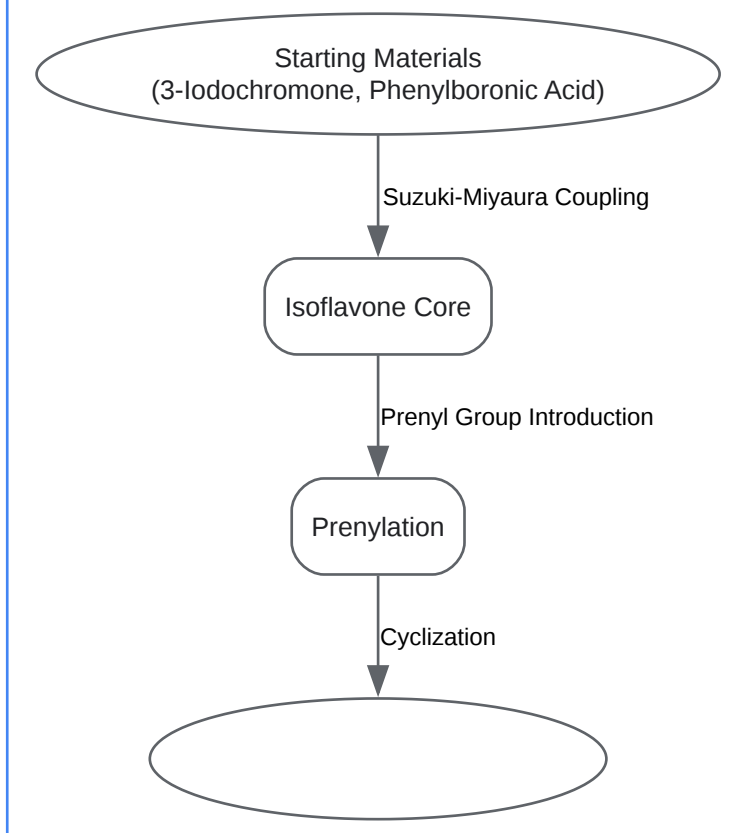 Starting Materials
(3-Iodochromone, Phenylboronic Acid)
Suzuki-Miyaura Coupling
Isoflavone Core
Prenyl Group Introduction
Prenylation
Cyclization